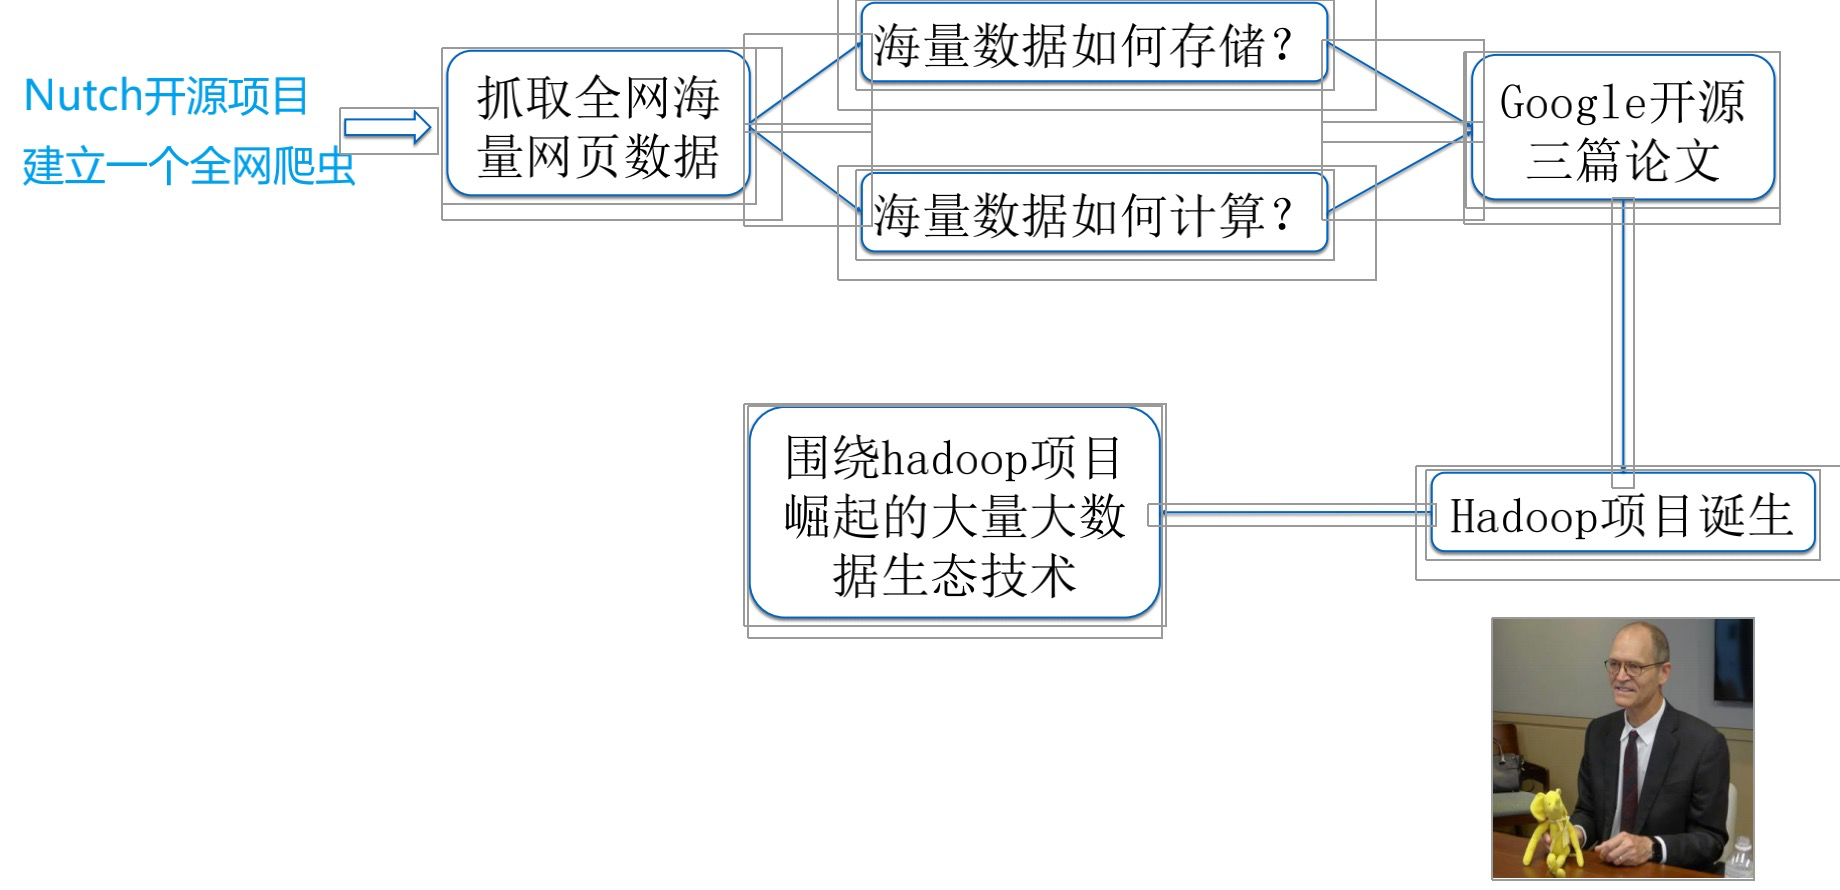 Nutch开源项目
建立一个全网爬虫
抓取全网海
量网页数据
海量数据如何存储?
海量数据如何计算?
Google开源
三篇论文
Hadoop项目诞生
围绕hadoop项目
崛起的大量大数
据生态技术